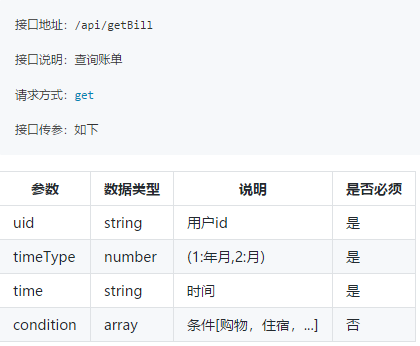 接口地址：/api/getBill
接口说明：查询账单
请求方式：get
接口传参：如下
参数 数据类型 说明 是否必须
uid string 用户id 是
timeType number (1:年月,2:月) 是
time string 时间 是
condition array 条件[购物，住宿，...] 否